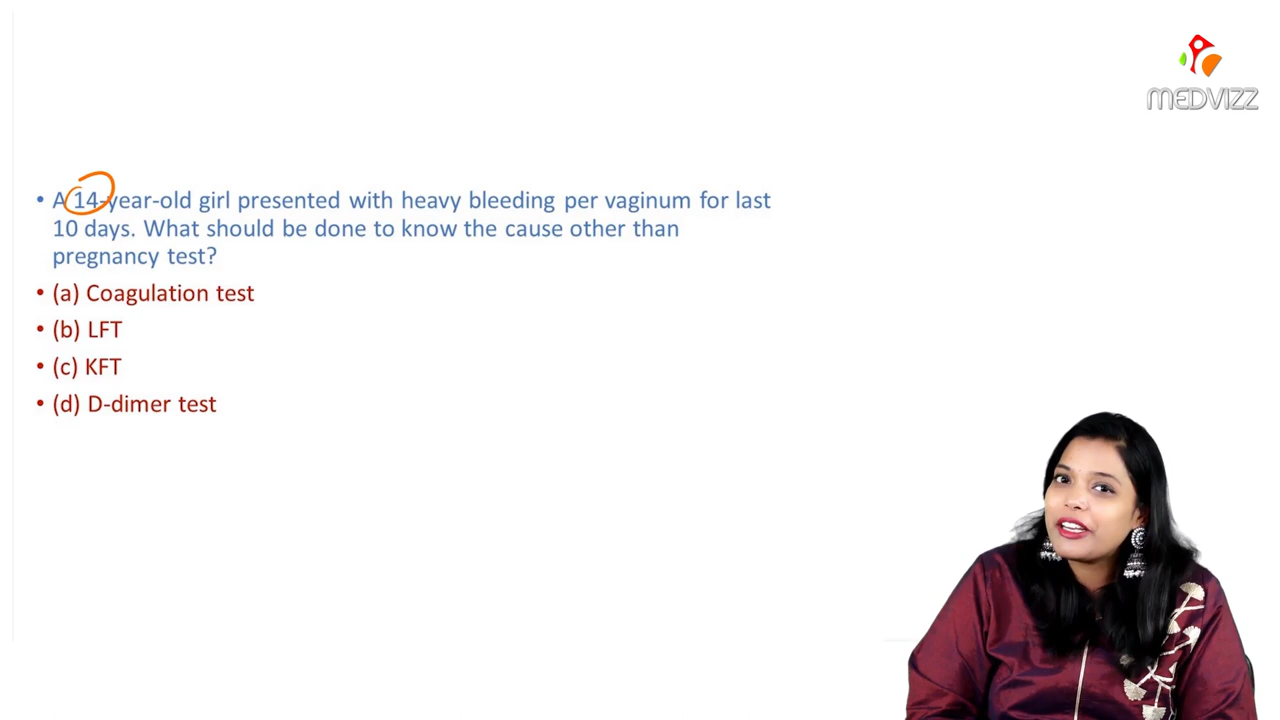 MEDVIZZ
• A 14-year-old girl presented with heavy bleeding per vaginum for last
10 days. What should be done to know the cause other than
pregnancy test?
• (a) Coagulation test
• (b) LFT
• (c) KFT
• (d) D-dimer test